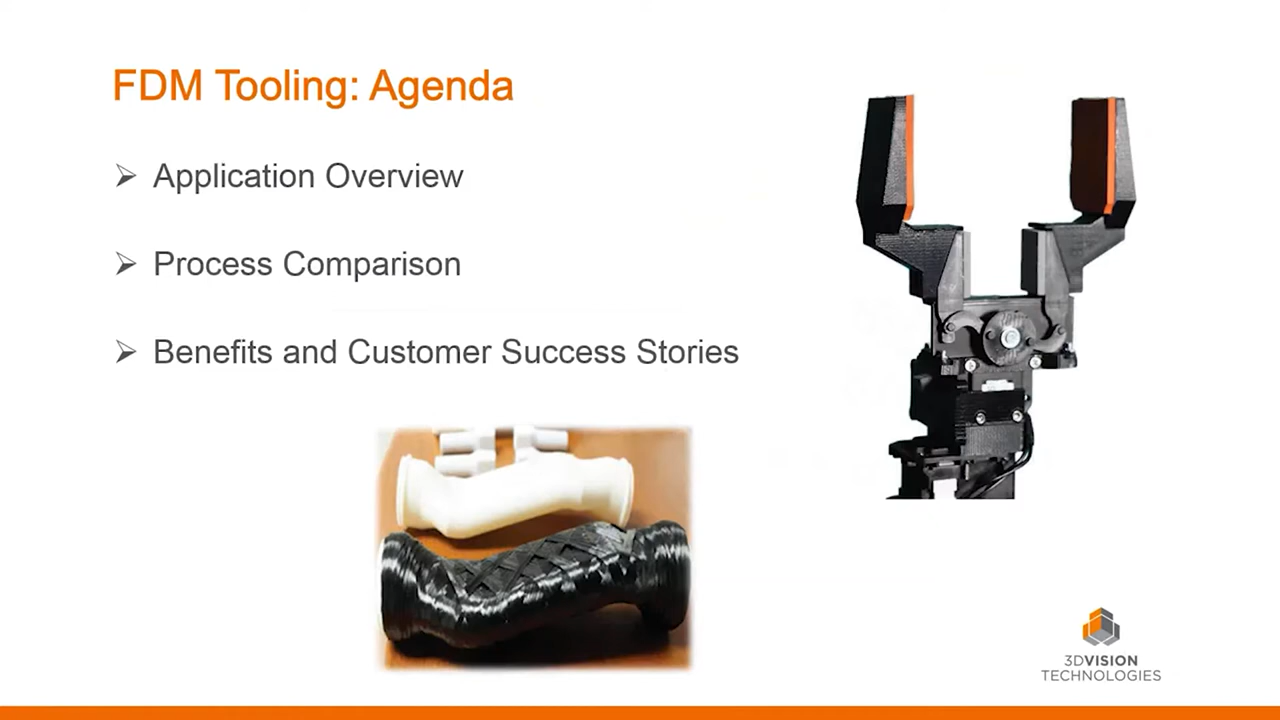 FDM Tooling: Agenda
➢ Application Overview
➢ Process Comparison
➢ Benefits and Customer Success Stories
3DVISION
TECHNOLOGIES